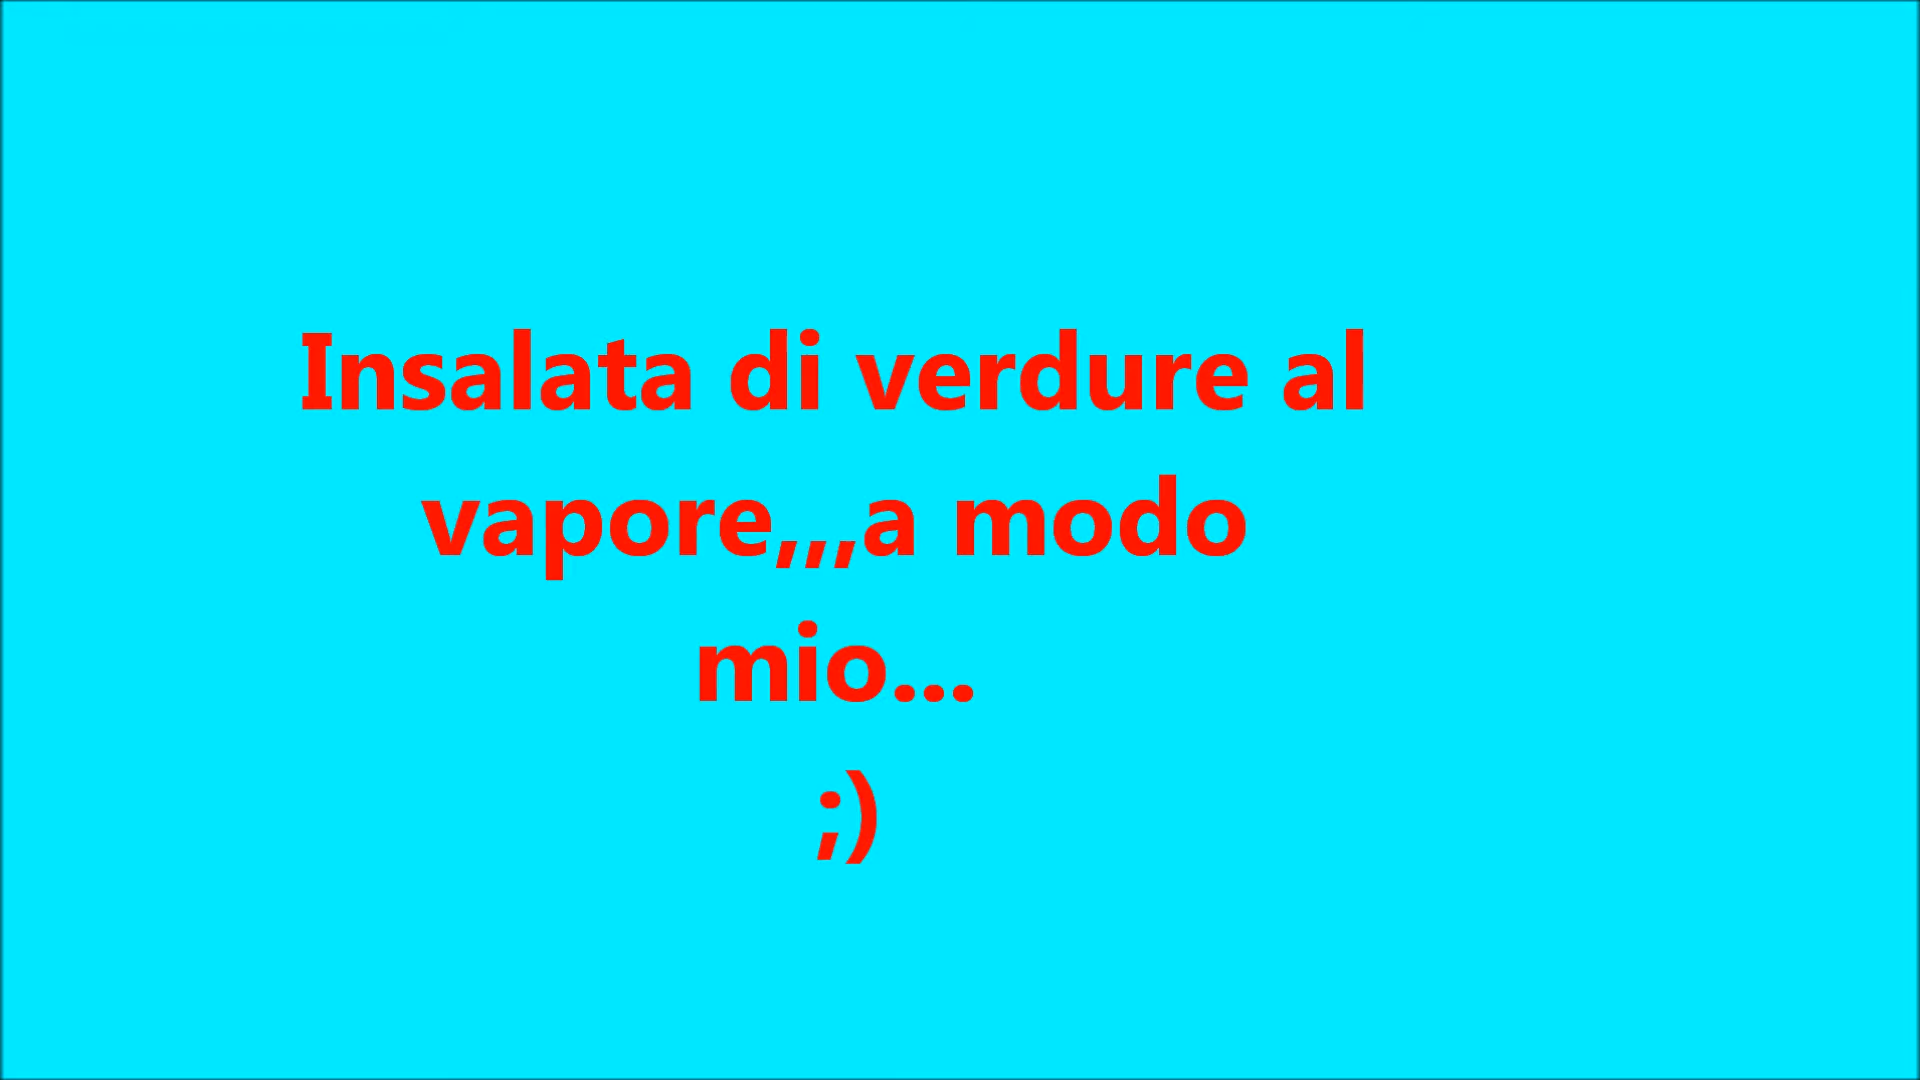 Insalata di verdure al
vapore,,,a modo
mio...
;)